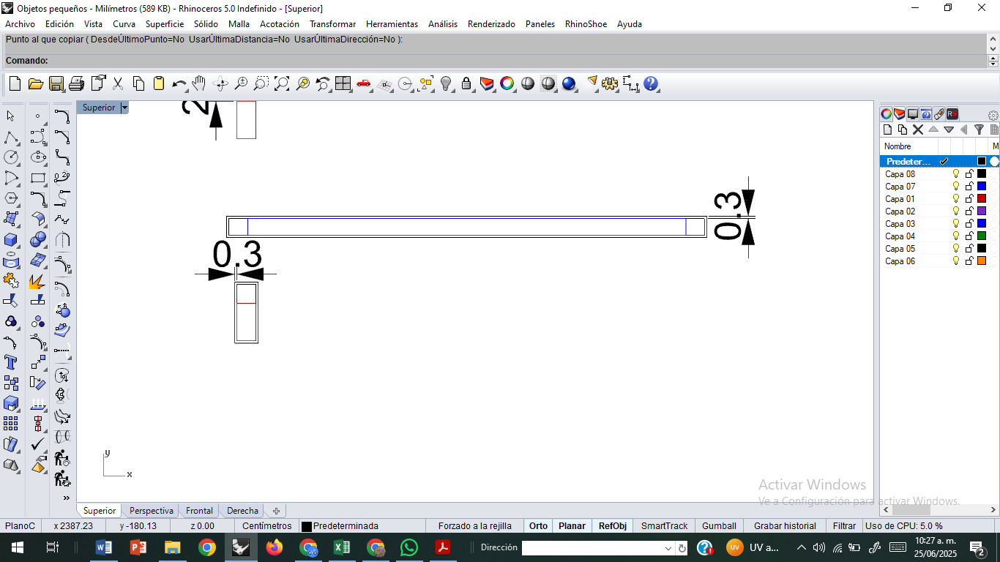 Objetos pequeños - Milímetros (589 KB) - Rhinoceros 5.0 Indefinido - [Superior]
Archivo Edición Vista Curva Superficie Sólido Malla Acotación Transformar Herramientas Análisis Renderizado Paneles RhinoShoe Ayuda
Punto al que copiar ( DesdeÚltimoPunto=No UsarÚltimaDistancia=No UsarÚltimaDirección=No ):
Comando:
Superior
2
0.3
0.3
Nombre M
Predeter...
Capa 08
Capa 07
Capa 01
Capa 02
Capa 03
Capa 04
Capa 05
Capa 06
y
x
Activar Windows
Ve a Configuración para activar Windows.
Superior Perspectiva Frontal Derecha
PlanoC x 2387.23 y -180.13 z 0.00 Centímetros Predeterminada Forzado a la rejilla Orto Planar RefObj SmartTrack Gumball Grabar historial Filtrar Uso de CPU: 5.0 %
Dirección UV UV a... 10:27 a. m.
25/06/2025
2